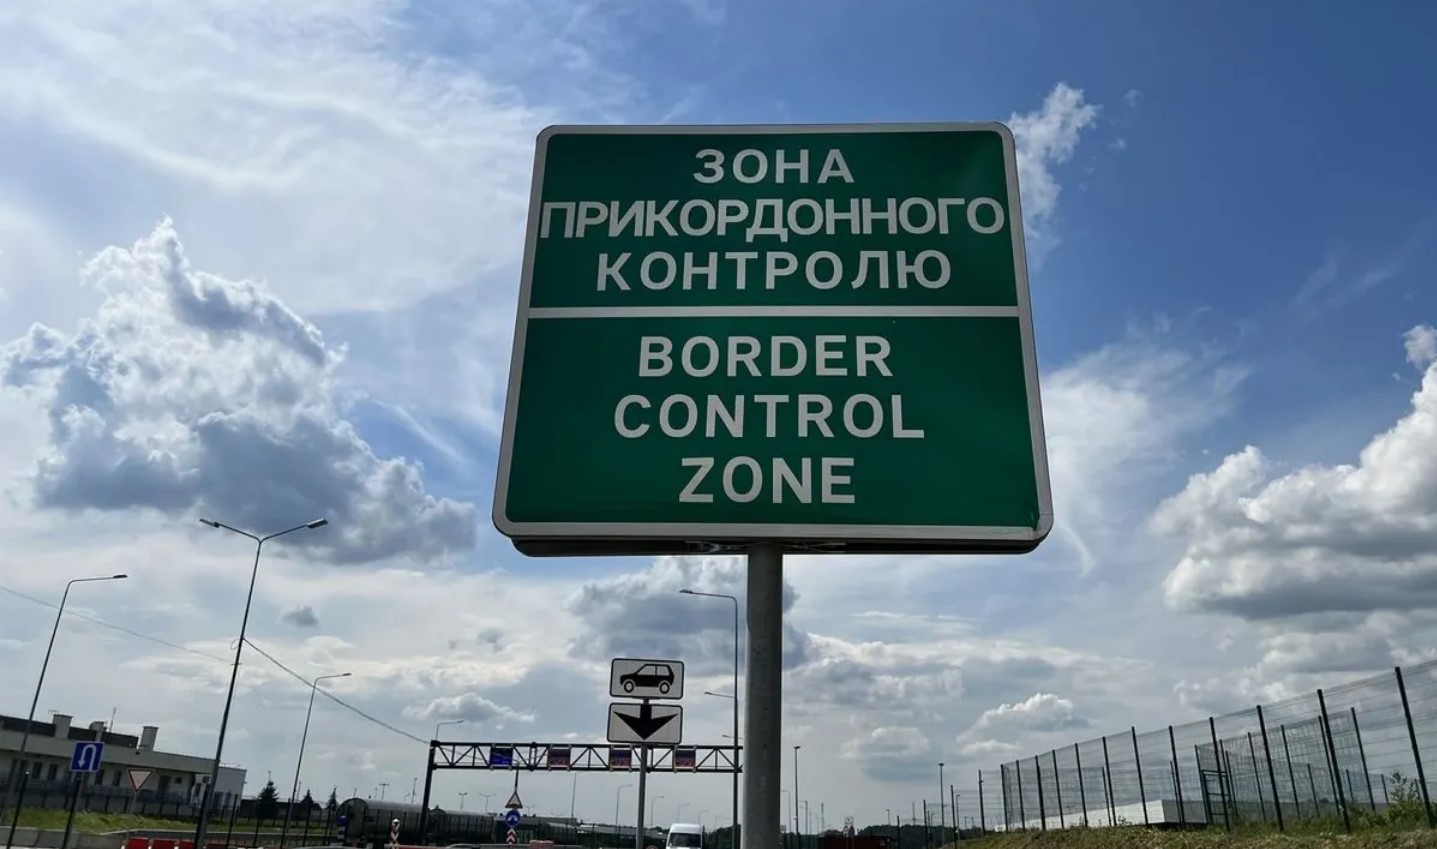 ЗОНА
ПРИКОРДОННОГО
КОНТРОЛЮ
BORDER
CONTROL
ZONE